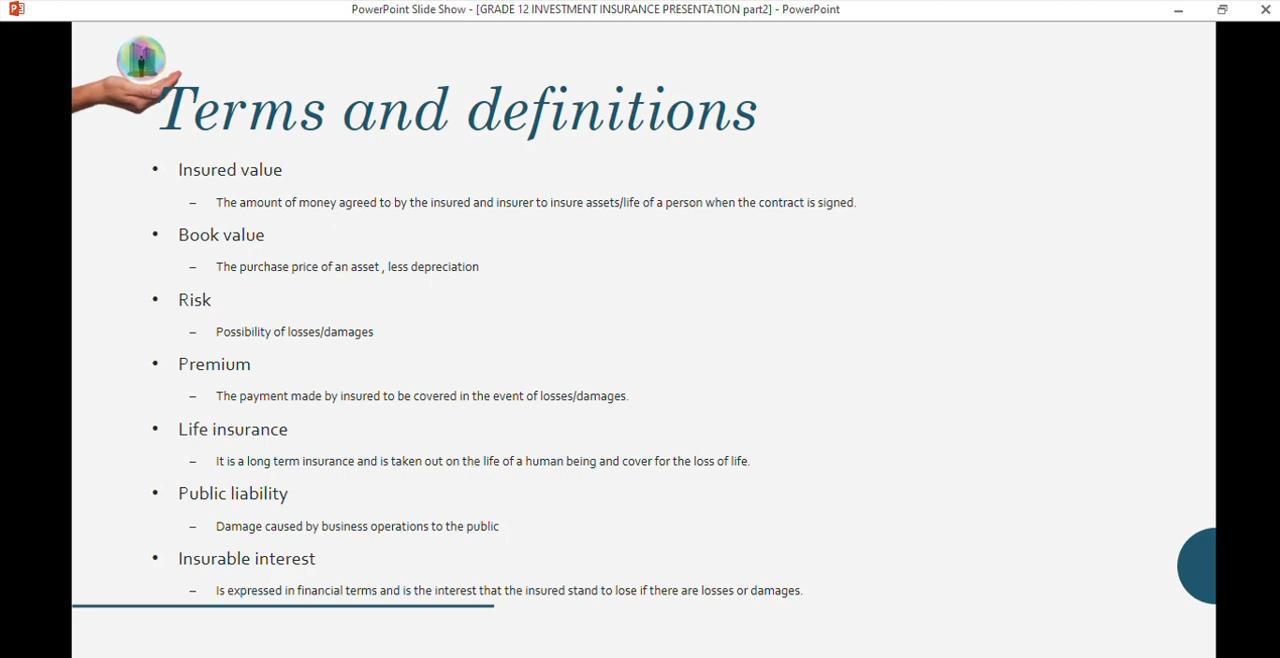 PowerPoint Slide Show - [GRADE 12 INVESTMENT INSURANCE PRESENTATION part2] - PowerPoint
Terms and definitions
• Insured value
– The amount of money agreed to by the insured and insurer to insure assets/life of a person when the contract is signed.
• Book value
– The purchase price of an asset , less depreciation
• Risk
– Possibility of losses/damages
• Premium
– The payment made by insured to be covered in the event of losses/damages.
• Life insurance
– It is a long term insurance and is taken out on the life of a human being and cover for the loss of life.
• Public liability
– Damage caused by business operations to the public
• Insurable interest
– Is expressed in financial terms and is the interest that the insured stand to lose if there are losses or damages.